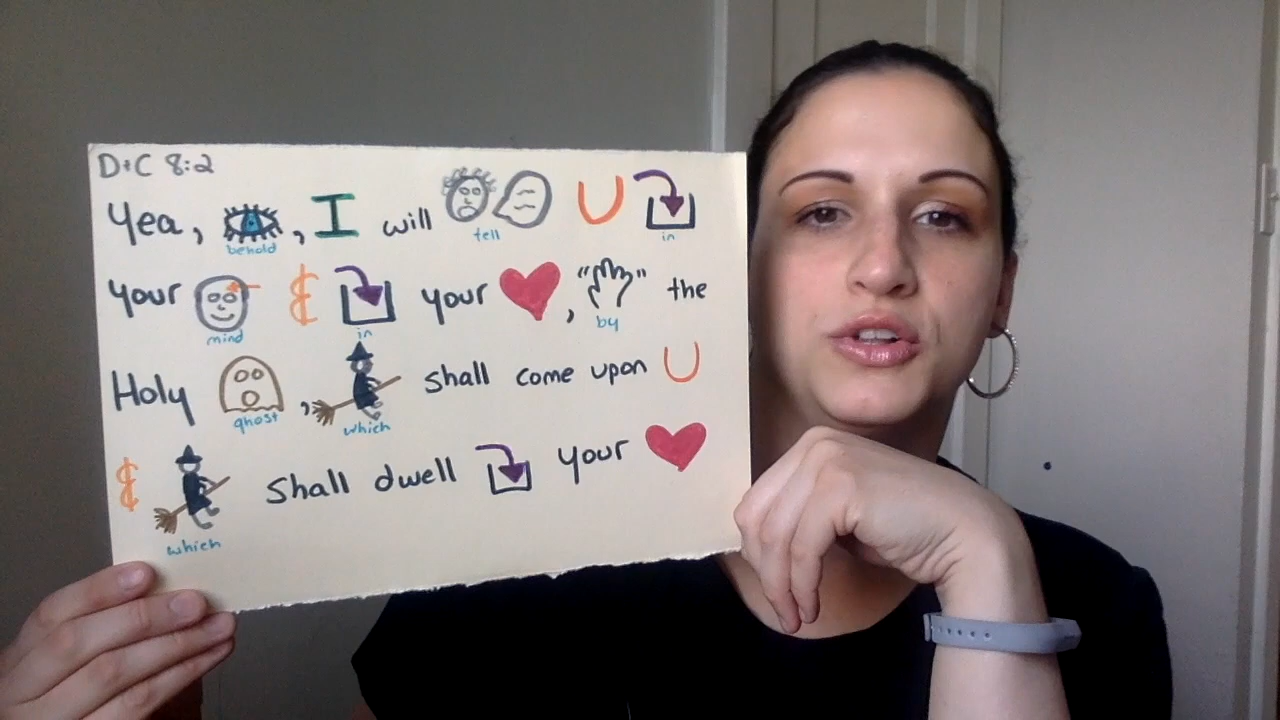 D+C 8:2
Yea, behold, I will tell U in
your mind & in your ♥, "by" the
Holy ghost, which shall come upon U
& which shall dwell your ♥